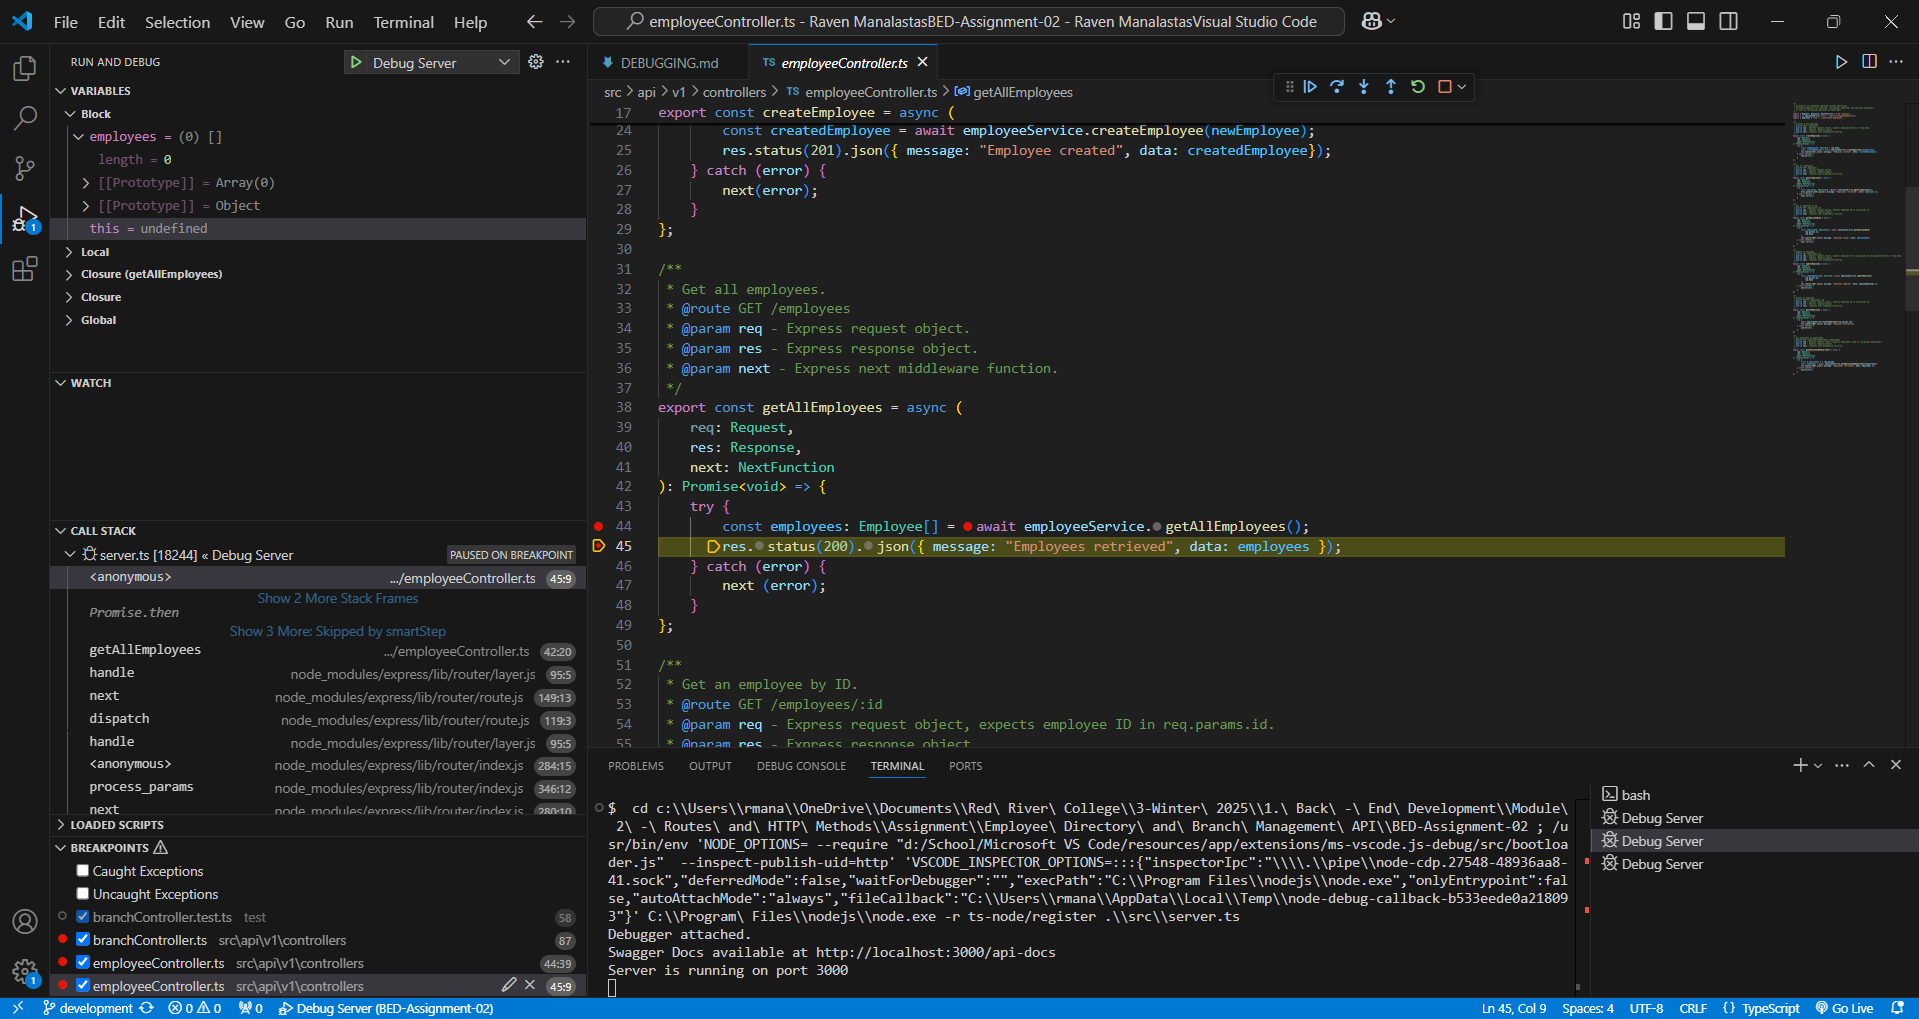 File Edit Selection View Go Run Terminal Help
employeeController.ts - Raven ManalastasBED-Assignment-02 - Raven ManalastasVisual Studio Code
RUN AND DEBUG
Debug Server
VARIABLES
Block
employees = (0) []
length = 0
[[Prototype]] = Array(0)
[[Prototype]] = Object
this = undefined
Local
Closure (getAllEmployees)
Closure
Global
WATCH
CALL STACK
server.ts [18244] « Debug Server PAUSED ON BREAKPOINT
<anonymous> .../employeeController.ts 45:9
Show 2 More Stack Frames
Promise.then
Show 3 More: Skipped by smartStep
getAllEmployees .../employeeController.ts 42:20
handle node_modules/express/lib/router/layer.js 95:5
next node_modules/express/lib/router/route.js 149:13
dispatch node_modules/express/lib/router/route.js 119:3
handle node_modules/express/lib/router/layer.js 95:5
<anonymous> node_modules/express/lib/router/index.js 284:15
process_params node_modules/express/lib/router/index.js 346:12
next node_modules/express/lib/router/index.js 280:10
LOADED SCRIPTS
BREAKPOINTS
Caught Exceptions
Uncaught Exceptions
branchController.test.ts test 58
branchController.ts src\api\v1\controllers 87
employeeController.ts src\api\v1\controllers 44:39
employeeController.ts src\api\v1\controllers 45:9
1
1
DEBUGGING.md
TS employeeController.ts
src > api > v1 > controllers > TS employeeController.ts > getAllEmployees
17 export const createEmployee = async (
24 const createdEmployee = await employeeService.createEmployee(newEmployee);
25 res.status(201).json({ message: "Employee created", data: createdEmployee});
26 } catch (error) {
27 next(error);
28 }
29 };
30
31 /**
32 * Get all employees.
33 * @route GET /employees
34 * @param req - Express request object.
35 * @param res - Express response object.
36 * @param next - Express next middleware function.
37 */
38 export const getAllEmployees = async (
39 req: Request,
40 res: Response,
41 next: NextFunction
42 ): Promise<void> => {
43 try {
44 const employees: Employee[] = await employeeService.getAllEmployees();
45 res.status(200).json({ message: "Employees retrieved", data: employees });
46 } catch (error) {
47 next (error);
48 }
49 };
50
51 /**
52 * Get an employee by ID.
53 * @route GET /employees/:id
54 * @param req - Express request object, expects employee ID in req.params.id.
55 * @param res - Express response object
PROBLEMS OUTPUT DEBUG CONSOLE TERMINAL PORTS
$ cd c:\\Users\\rmana\\OneDrive\\Documents\\Red\ River\ College\\3-Winter\ 2025\\1.\ Back\ -\ End\ Development\\Module\
2\ -\ Routes\ and\ HTTP\ Methods\\Assignment\\Employee\ Directory\ and\ Branch\ Management\ API\\BED-Assignment-02 ; /u
sr/bin/env 'NODE_OPTIONS= --require "d:/School/Microsoft VS Code/resources/app/extensions/ms-vscode.js-debug/src/bootloa
der.js" --inspect-publish-uid=http' 'VSCODE_INSPECTOR_OPTIONS=:::{"inspectorIpc":"\\\\.\\pipe\\node-cdp.27548-48936aa8-
41.sock","deferredMode":false,"waitForDebugger":"","execPath":"C:\\Program Files\\nodejs\\node.exe","onlyEntrypoint":fal
se,"autoAttachMode":"always","fileCallback":"C:\\Users\\rmana\\AppData\\Local\\Temp\\node-debug-callback-b533eede0a21809
3"}' C:\\Program\ Files\\nodejs\\node.exe -r ts-node/register .\\src\\server.ts
Debugger attached.
Swagger Docs available at http://localhost:3000/api-docs
Server is running on port 3000
bash
Debug Server
Debug Server
Debug Server
development 0 0 0 Debug Server (BED-Assignment-02)
Ln 45, Col 9 Spaces: 4 UTF-8 CRLF {} TypeScript Go Live